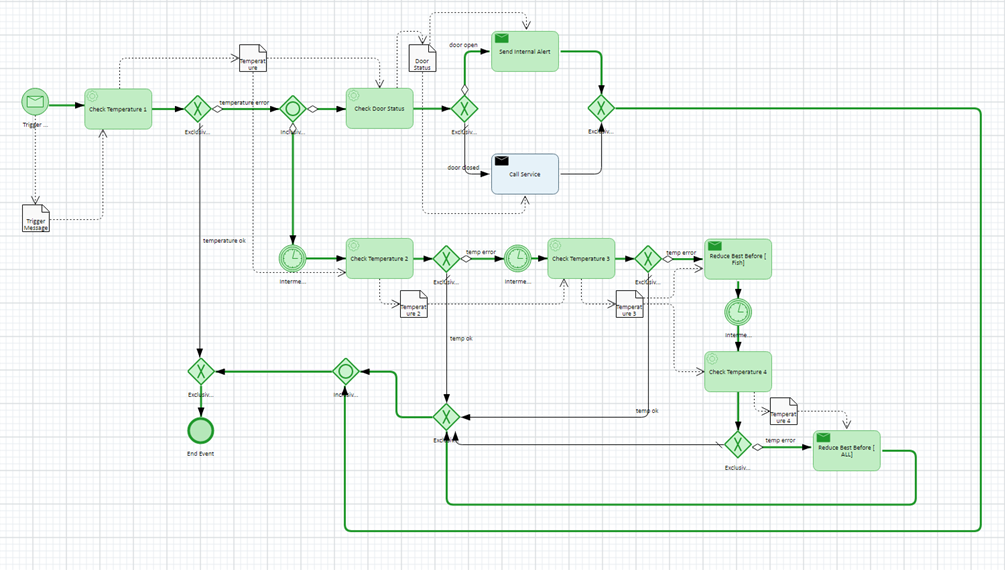 door open
Send Internal Alert
Temperat
ure
Door
Status
Check Temperature 1
temperature error
Check Door Status
Trigger ...
Exclusiv...
Inclusiv...
Exclusiv...
Exclusiv...
door closed
Call Service
Trigger
Message
temperature ok
Check Temperature 2
temp error
Check Temperature 3
temp error
Reduce Best Before [
Fish]
Interme...
Exclusiv...
Interme...
Exclusiv...
Temperat
ure 2
Temperat
ure 3
Interme...
temp ok
Check Temperature 4
Exclusiv...
Inclusiv...
temp ok
Temperat
ure 4
temp error
Reduce Best Before [
ALL]
End Event
Exclusiv...